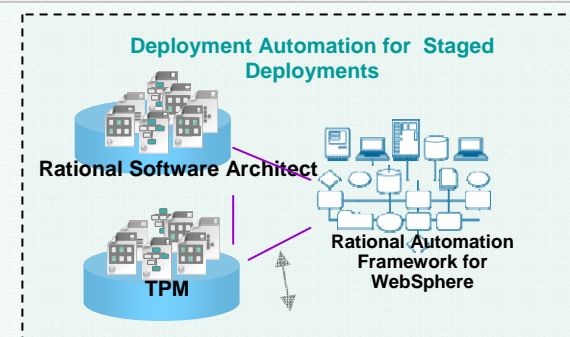 Deployment Automation for Staged
Deployments
Rational Software Architect
Rational Automation
Framework for
WebSphere
TPM